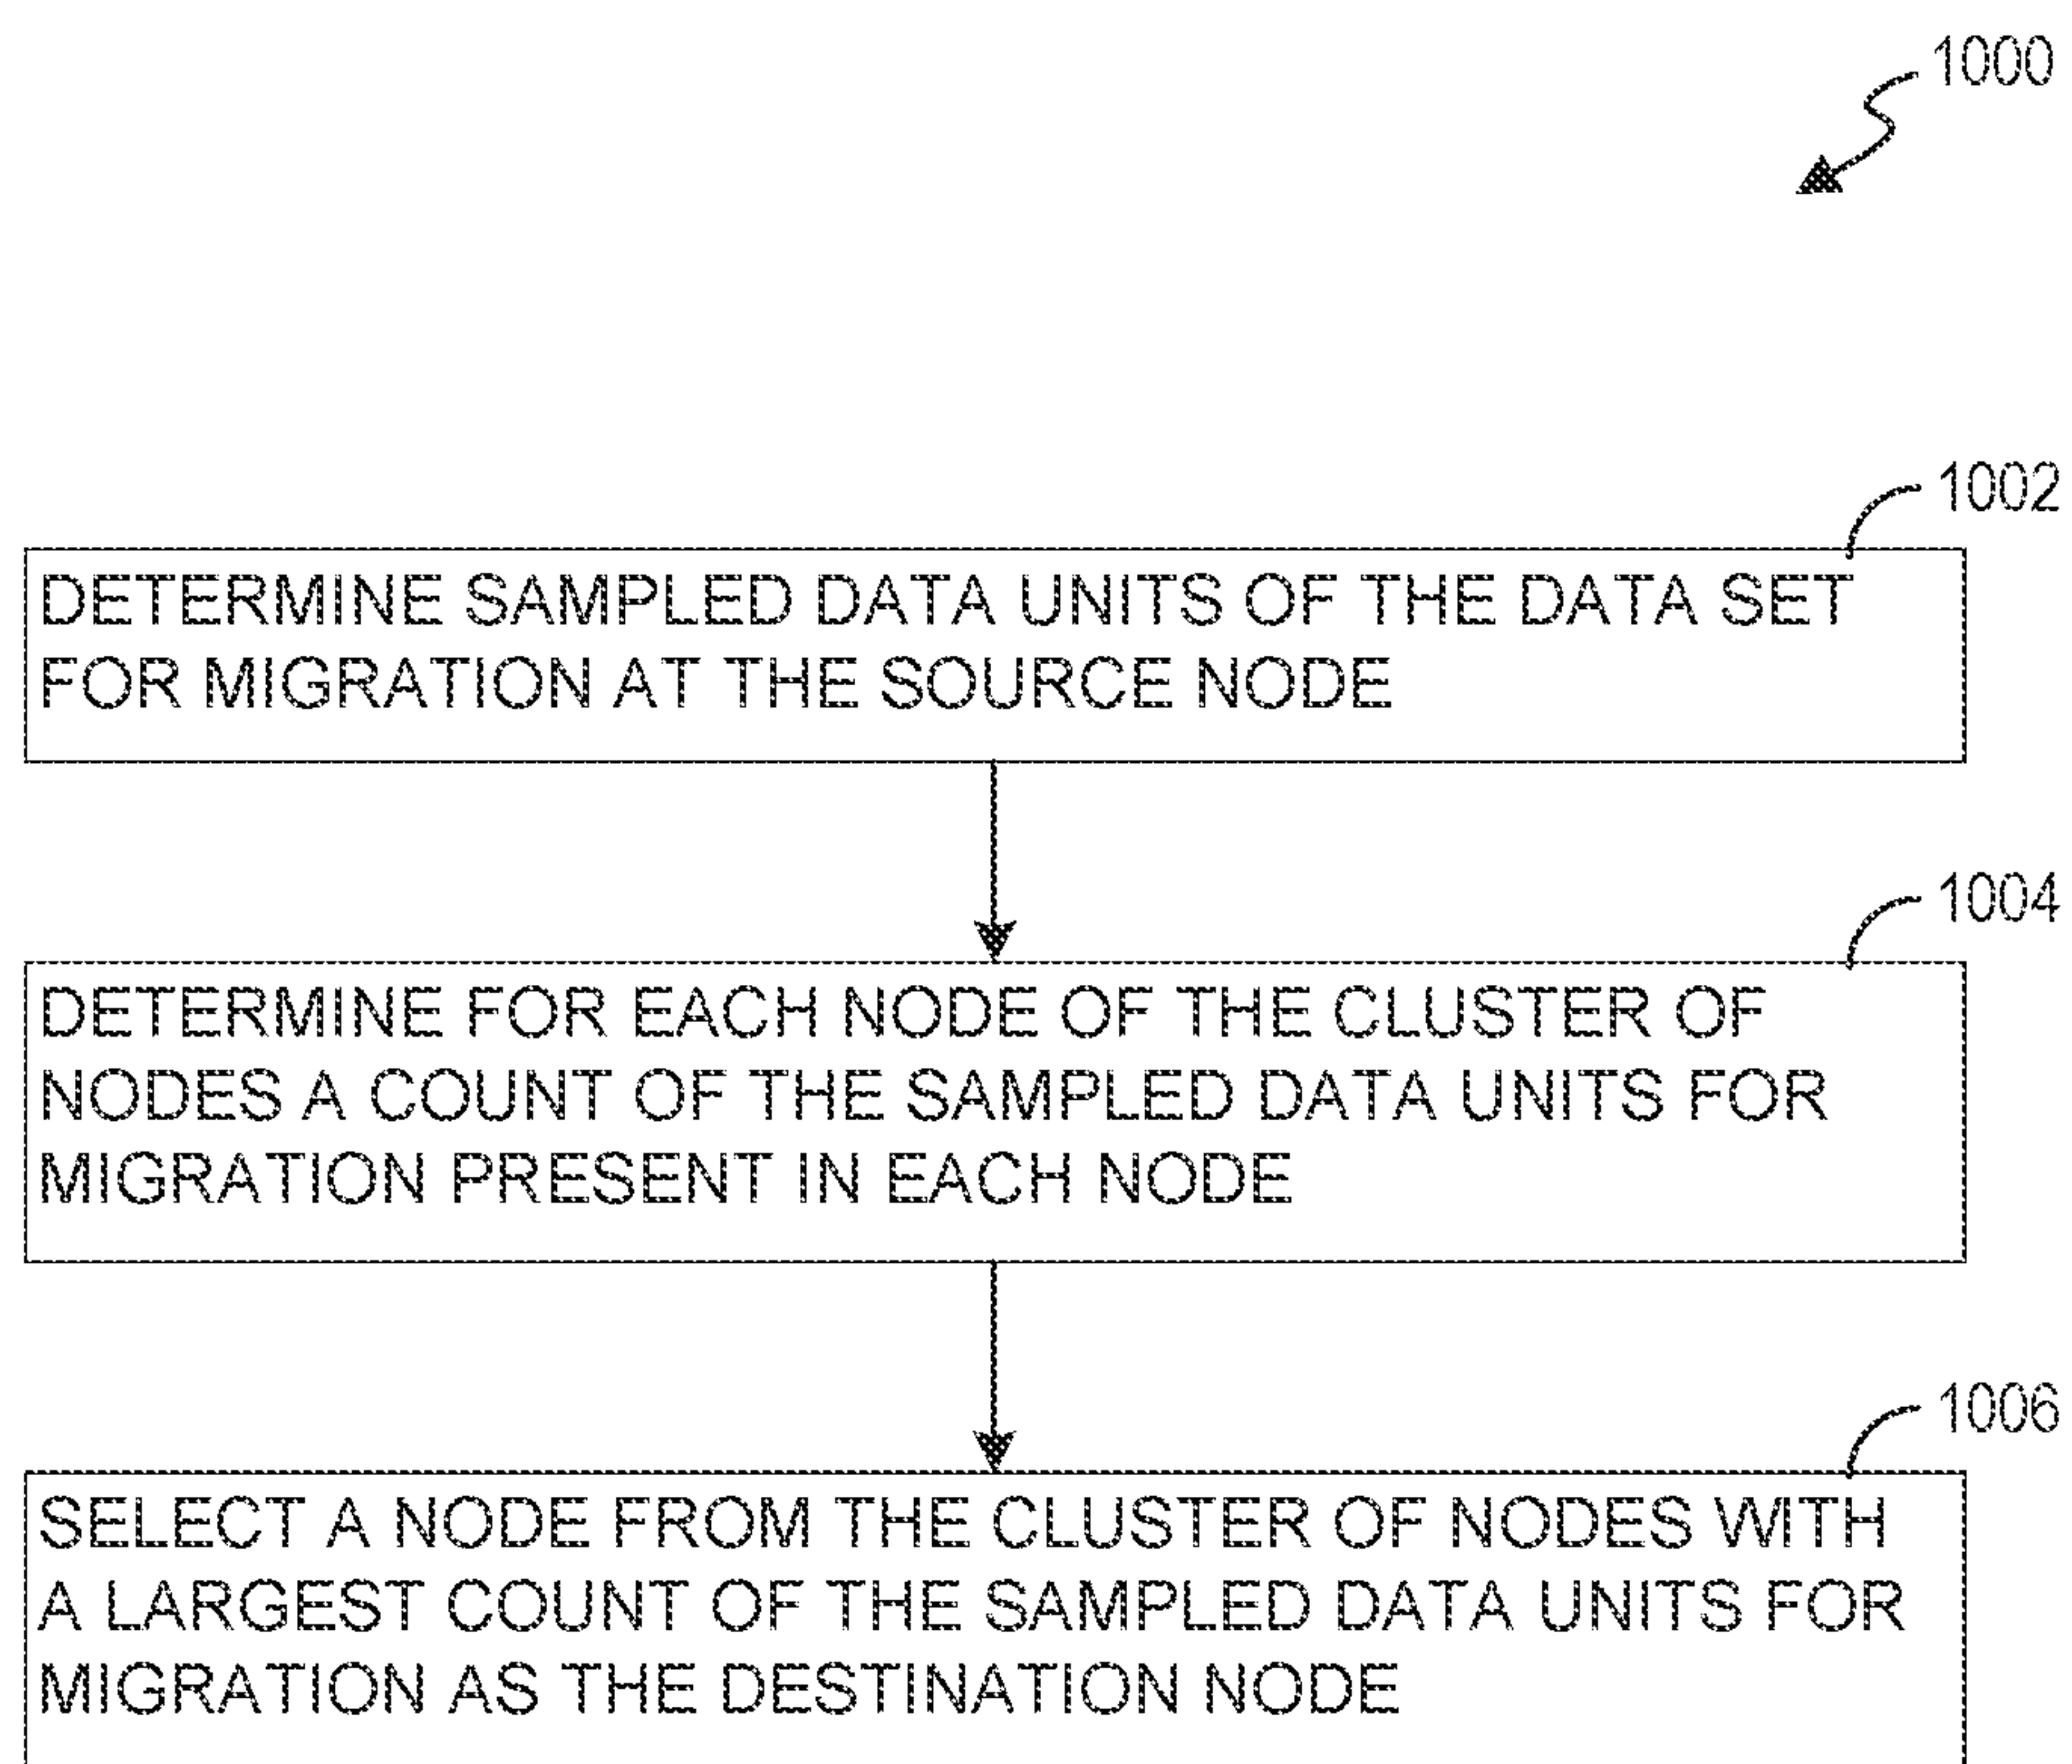 1000
1002
DETERMINE SAMPLED DATA UNITS OF THE DATA SET
FOR MIGRATION AT THE SOURCE NODE
1004
DETERMINE FOR EACH NODE OF THE CLUSTER OF
NODES A COUNT OF THE SAMPLED DATA UNITS FOR
MIGRATION PRESENT IN EACH NODE
1006
SELECT A NODE FROM THE CLUSTER OF NODES WITH
A LARGEST COUNT OF THE SAMPLED DATA UNITS FOR
MIGRATION AS THE DESTINATION NODE